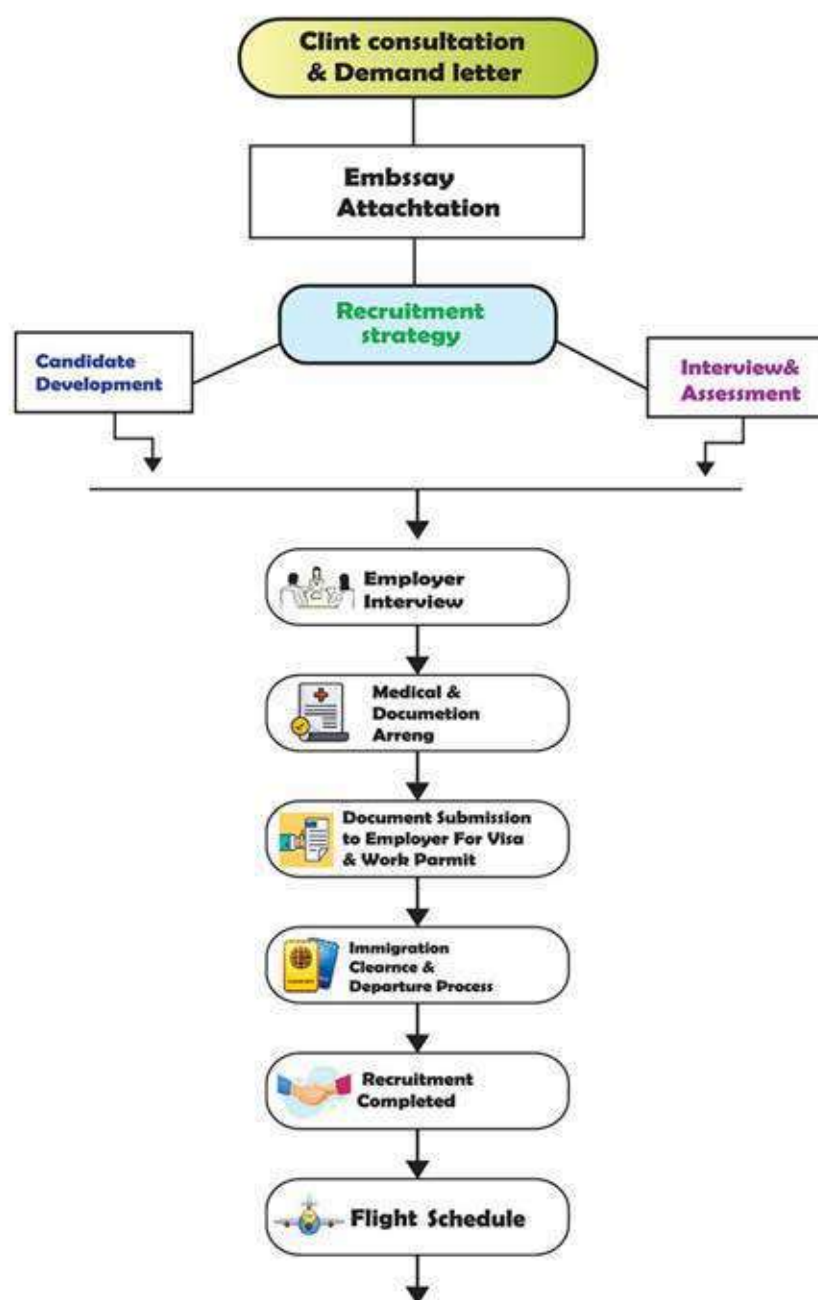 Clint consultation
& Demand letter
Embssay
Attachtation
Recruitment
strategy
Candidate
Development
Interview&
Assessment
Employer
Interview
Medical &
Documetion
Arreng
Document Submission
to Employer For Visa
& Work Parmit
Immigration
Clearnce &
Departure Process
Recruitment
Completed
Flight Schedule